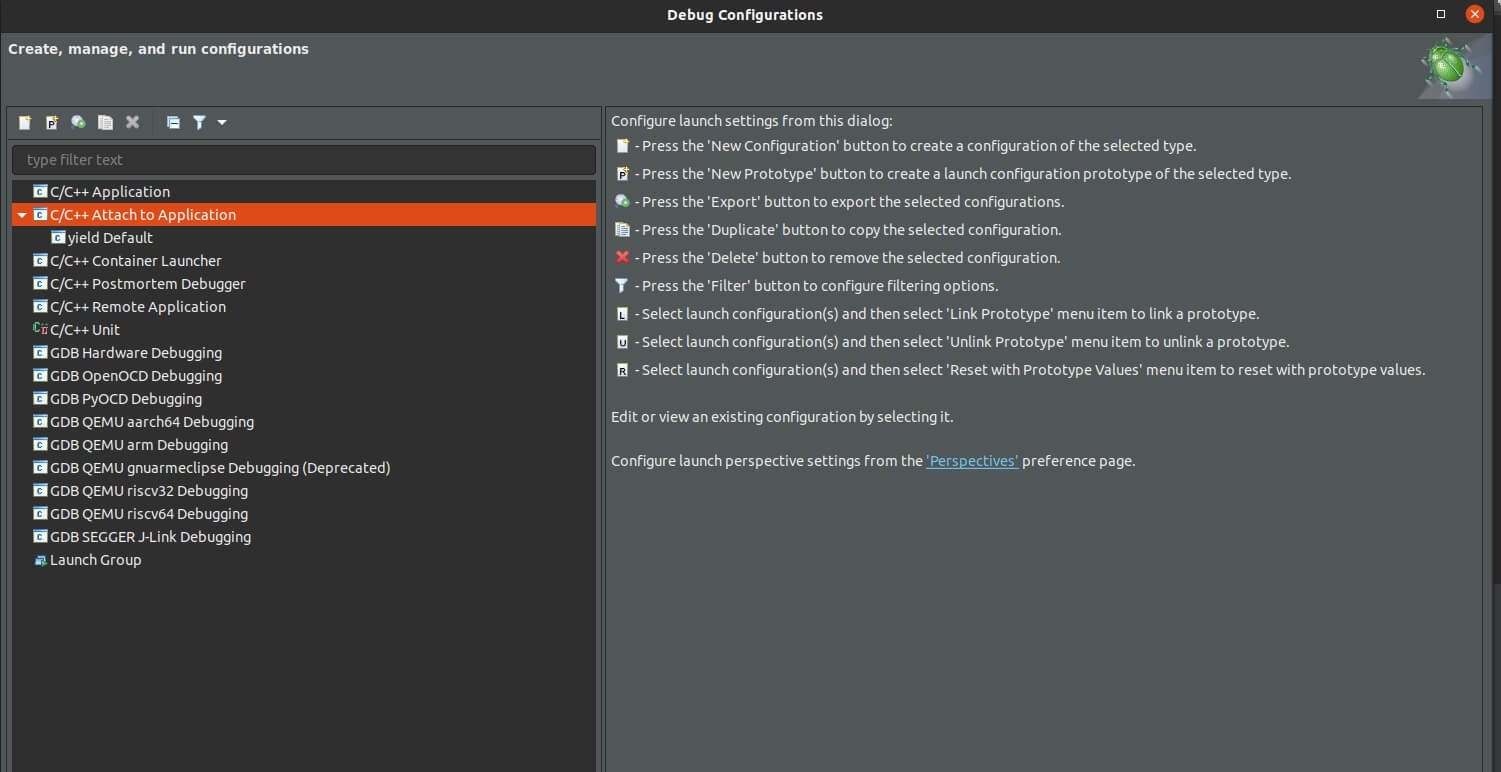 Debug Configurations
Create, manage, and run configurations
type filter text
C/C++ Application
C/C++ Attach to Application
yield Default
C/C++ Container Launcher
C/C++ Postmortem Debugger
C/C++ Remote Application
C/C++ Unit
GDB Hardware Debugging
GDB OpenOCD Debugging
GDB PyOCD Debugging
GDB QEMU aarch64 Debugging
GDB QEMU arm Debugging
GDB QEMU gnuarmeclipse Debugging (Deprecated)
GDB QEMU riscv32 Debugging
GDB QEMU riscv64 Debugging
GDB SEGGER J-Link Debugging
Launch Group
Configure launch settings from this dialog:
- Press the 'New Configuration' button to create a configuration of the selected type.
- Press the 'New Prototype' button to create a launch configuration prototype of the selected type.
- Press the 'Export' button to export the selected configurations.
- Press the 'Duplicate' button to copy the selected configuration.
- Press the 'Delete' button to remove the selected configuration.
- Press the 'Filter' button to configure filtering options.
- Select launch configuration(s) and then select 'Link Prototype' menu item to link a prototype.
- Select launch configuration(s) and then select 'Unlink Prototype' menu item to unlink a prototype.
- Select launch configuration(s) and then select 'Reset with Prototype Values' menu item to reset with prototype values.
Edit or view an existing configuration by selecting it.
Configure launch perspective settings from the 'Perspectives' preference page.